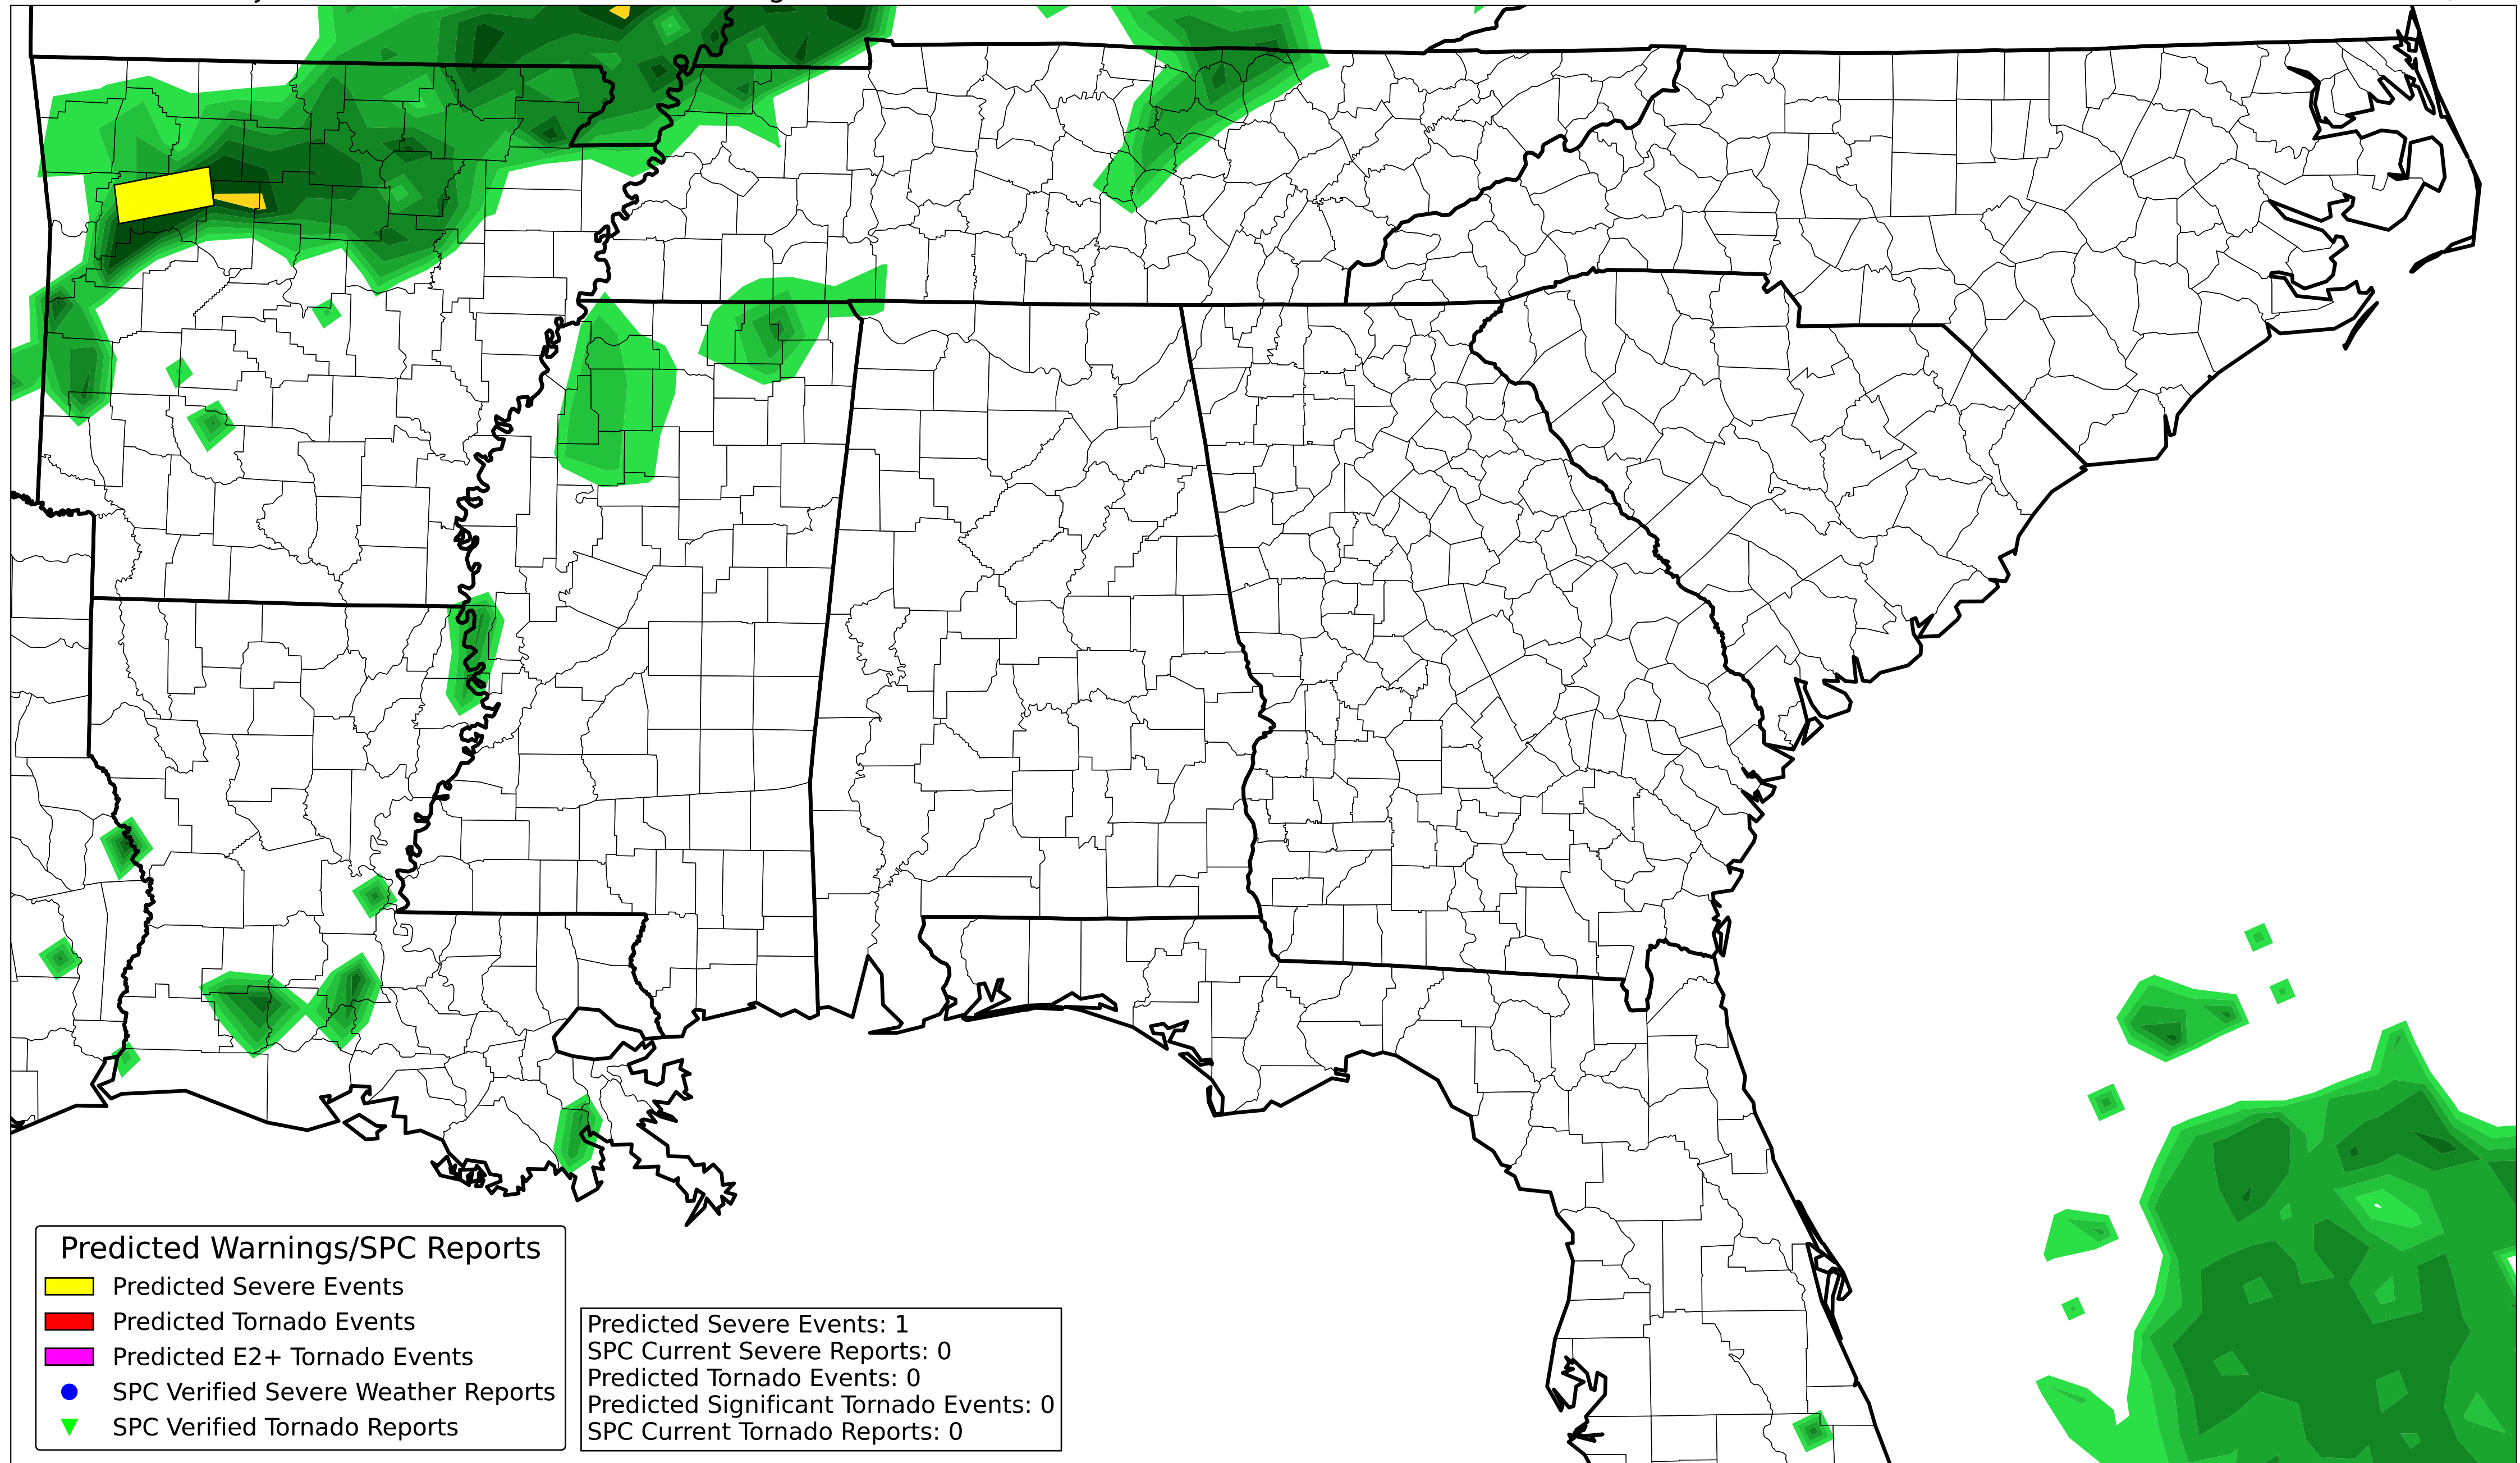 Predicted Warnings/SPC Reports
Predicted Severe Events
Predicted Tornado Events
Predicted E2+ Tornado Events
SPC Verified Severe Weather Reports
SPC Verified Tornado Reports
Predicted Severe Events: 1
SPC Current Severe Reports: 0
Predicted Tornado Events: 0
Predicted Significant Tornado Events: 0
SPC Current Tornado Reports: 0